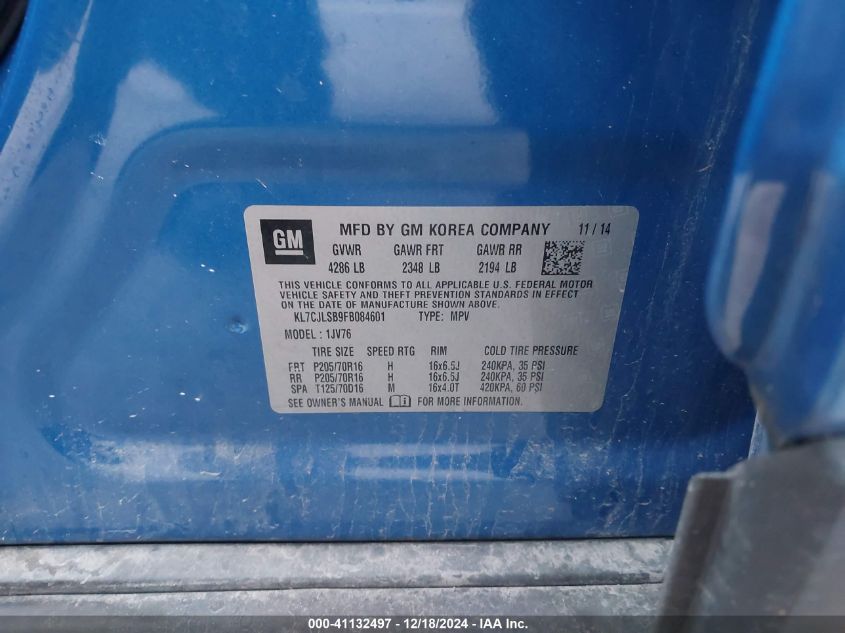 GM
MFD BY GM KOREA COMPANY 11 / 14
GVWR GAWR FRT GAWR RR
4286 LB 2348 LB 2194 LB
THIS VEHICLE CONFORMS TO ALL APPLICABLE U.S. FEDERAL MOTOR
VEHICLE SAFETY AND THEFT PREVENTION STANDARDS IN EFFECT
ON THE DATE OF MANUFACTURE SHOWN ABOVE.
KL7CJLSB9FB084601 TYPE: MPV
MODEL : 1JV76
TIRE SIZE SPEED RTG RIM COLD TIRE PRESSURE
FRT P205/70R16 H 16x6.5J 240KPA, 35 PSI
RR P205/70R16 H 16x6.5J 240KPA, 35 PSI
SPA T125/70D16 M 16x4.0T 420KPA, 60 PSI
SEE OWNER'S MANUAL FOR MORE INFORMATION.
000-41132497 - 12/18/2024 - IAA Inc.